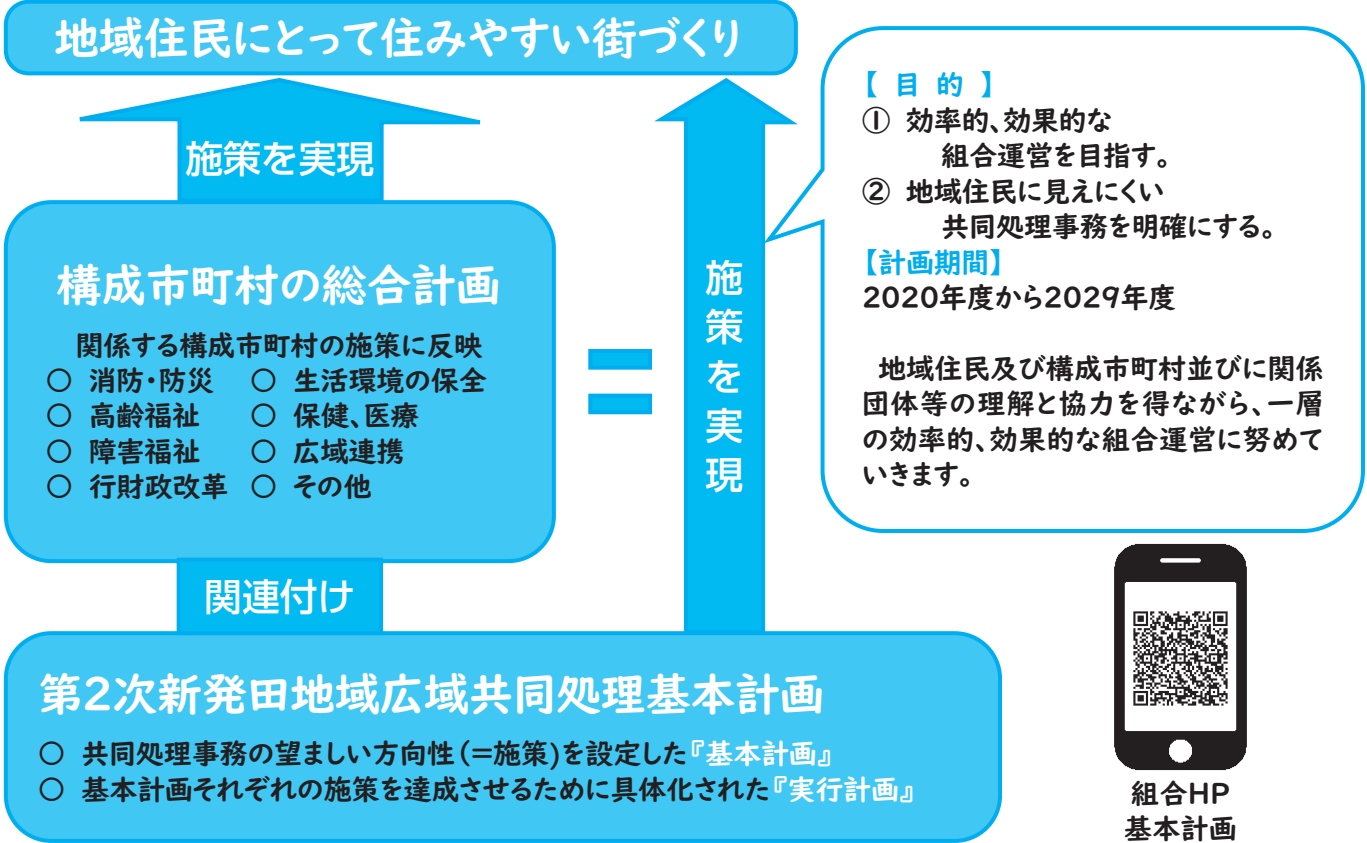 地域住民にとって住みやすい街づくり
施策を実現
構成市町村の総合計画
関係する構成市町村の施策に反映
○ 消防・防災 ○ 生活環境の保全
○ 高齢福祉 ○ 保健、医療
○ 障害福祉 ○ 広域連携
○ 行財政改革 ○ その他
関連付け
=
施策を実現
【 目 的 】
① 効率的、効果的な
組合運営を目指す。
② 地域住民に見えにくい
共同処理事務を明確にする。
【計画期間】
2020年度から2029年度
地域住民及び構成市町村並びに関係
団体等の理解と協力を得ながら、一層
の効率的、効果的な組合運営に努めて
いきます。
第2次新発田地域広域共同処理基本計画
○ 共同処理事務の望ましい方向性(=施策)を設定した『基本計画』
○ 基本計画それぞれの施策を達成させるために具体化された『実行計画』
組合HP
基本計画